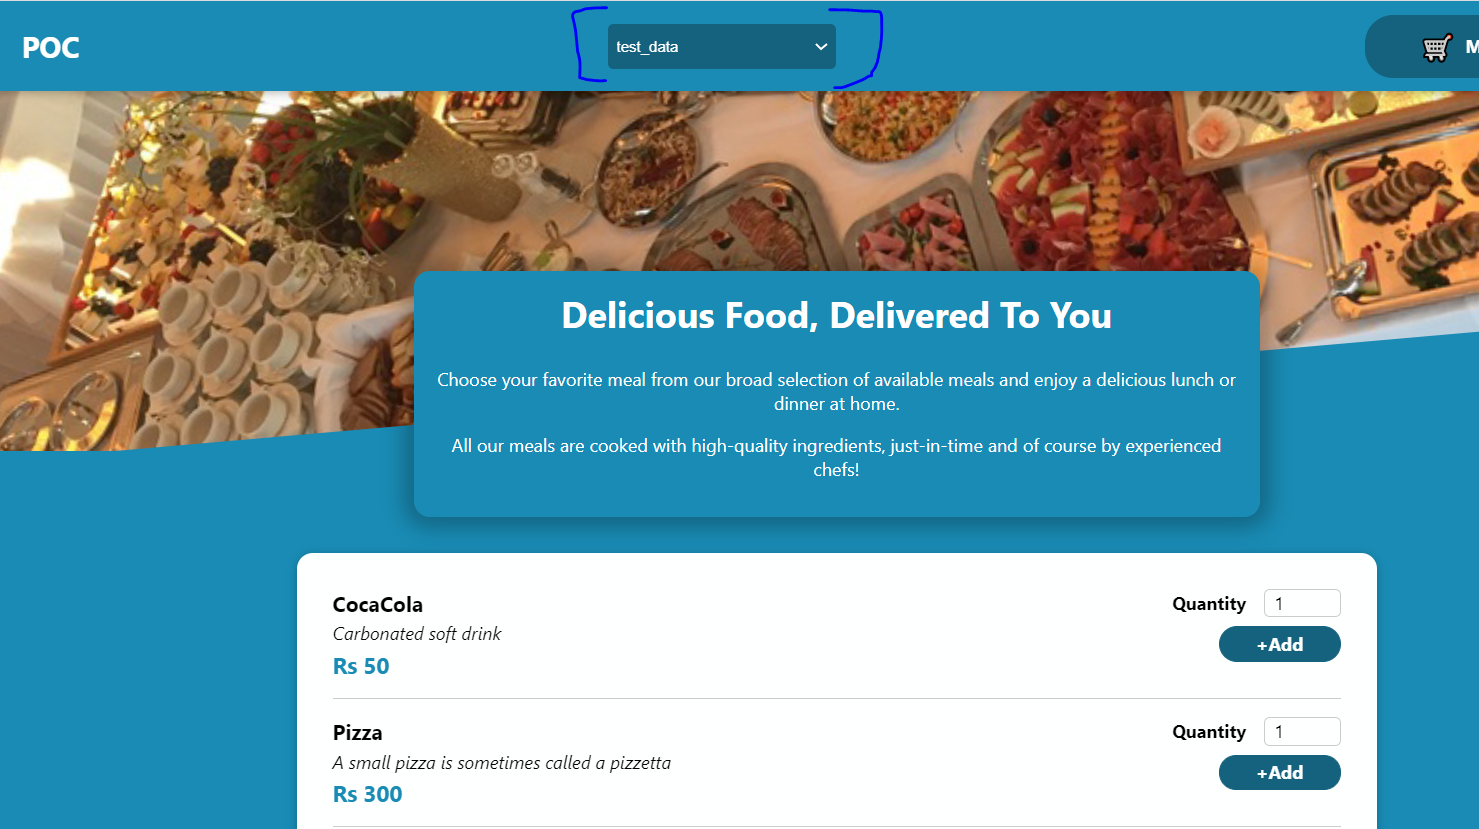 POC
test_data
M
Delicious Food, Delivered To You
Choose your favorite meal from our broad selection of available meals and enjoy a delicious lunch or
dinner at home.
All our meals are cooked with high-quality ingredients, just-in-time and of course by experienced
chefs!
CocaCola
Quantity 1
Carbonated soft drink
+Add
Rs 50
Pizza
Quantity 1
A small pizza is sometimes called a pizzetta
+Add
Rs 300